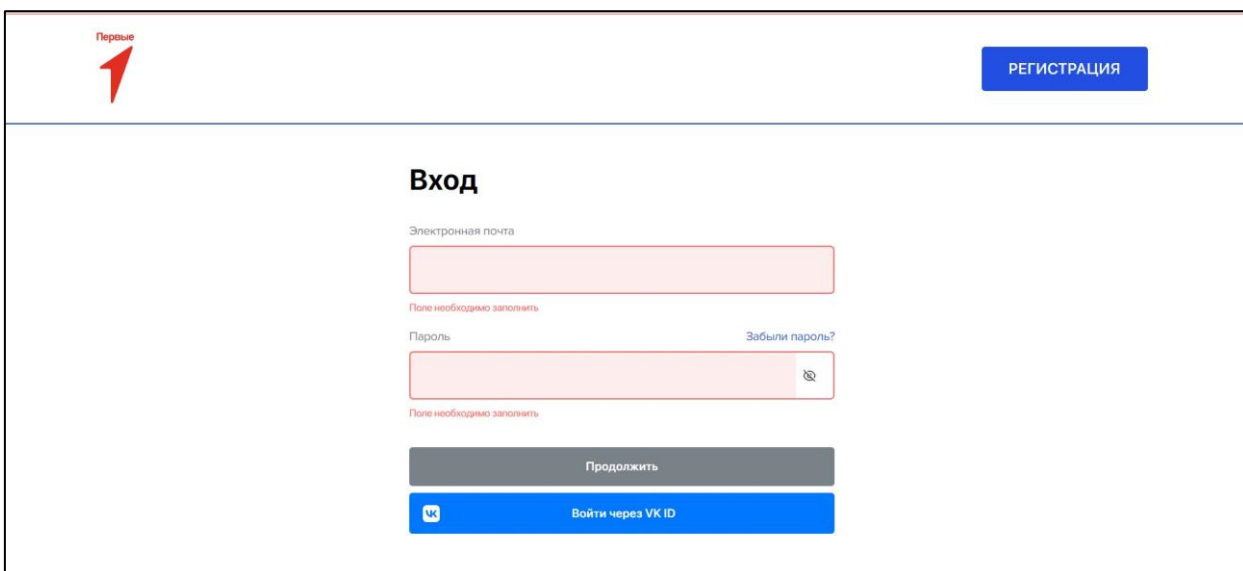 Первые
РЕГИСТРАЦИЯ
Вход
Электронная почта
Поле необходимо заполнить
Пароль Забыли пароль?
Поле необходимо заполнить
Продолжить
Войти через VK ID